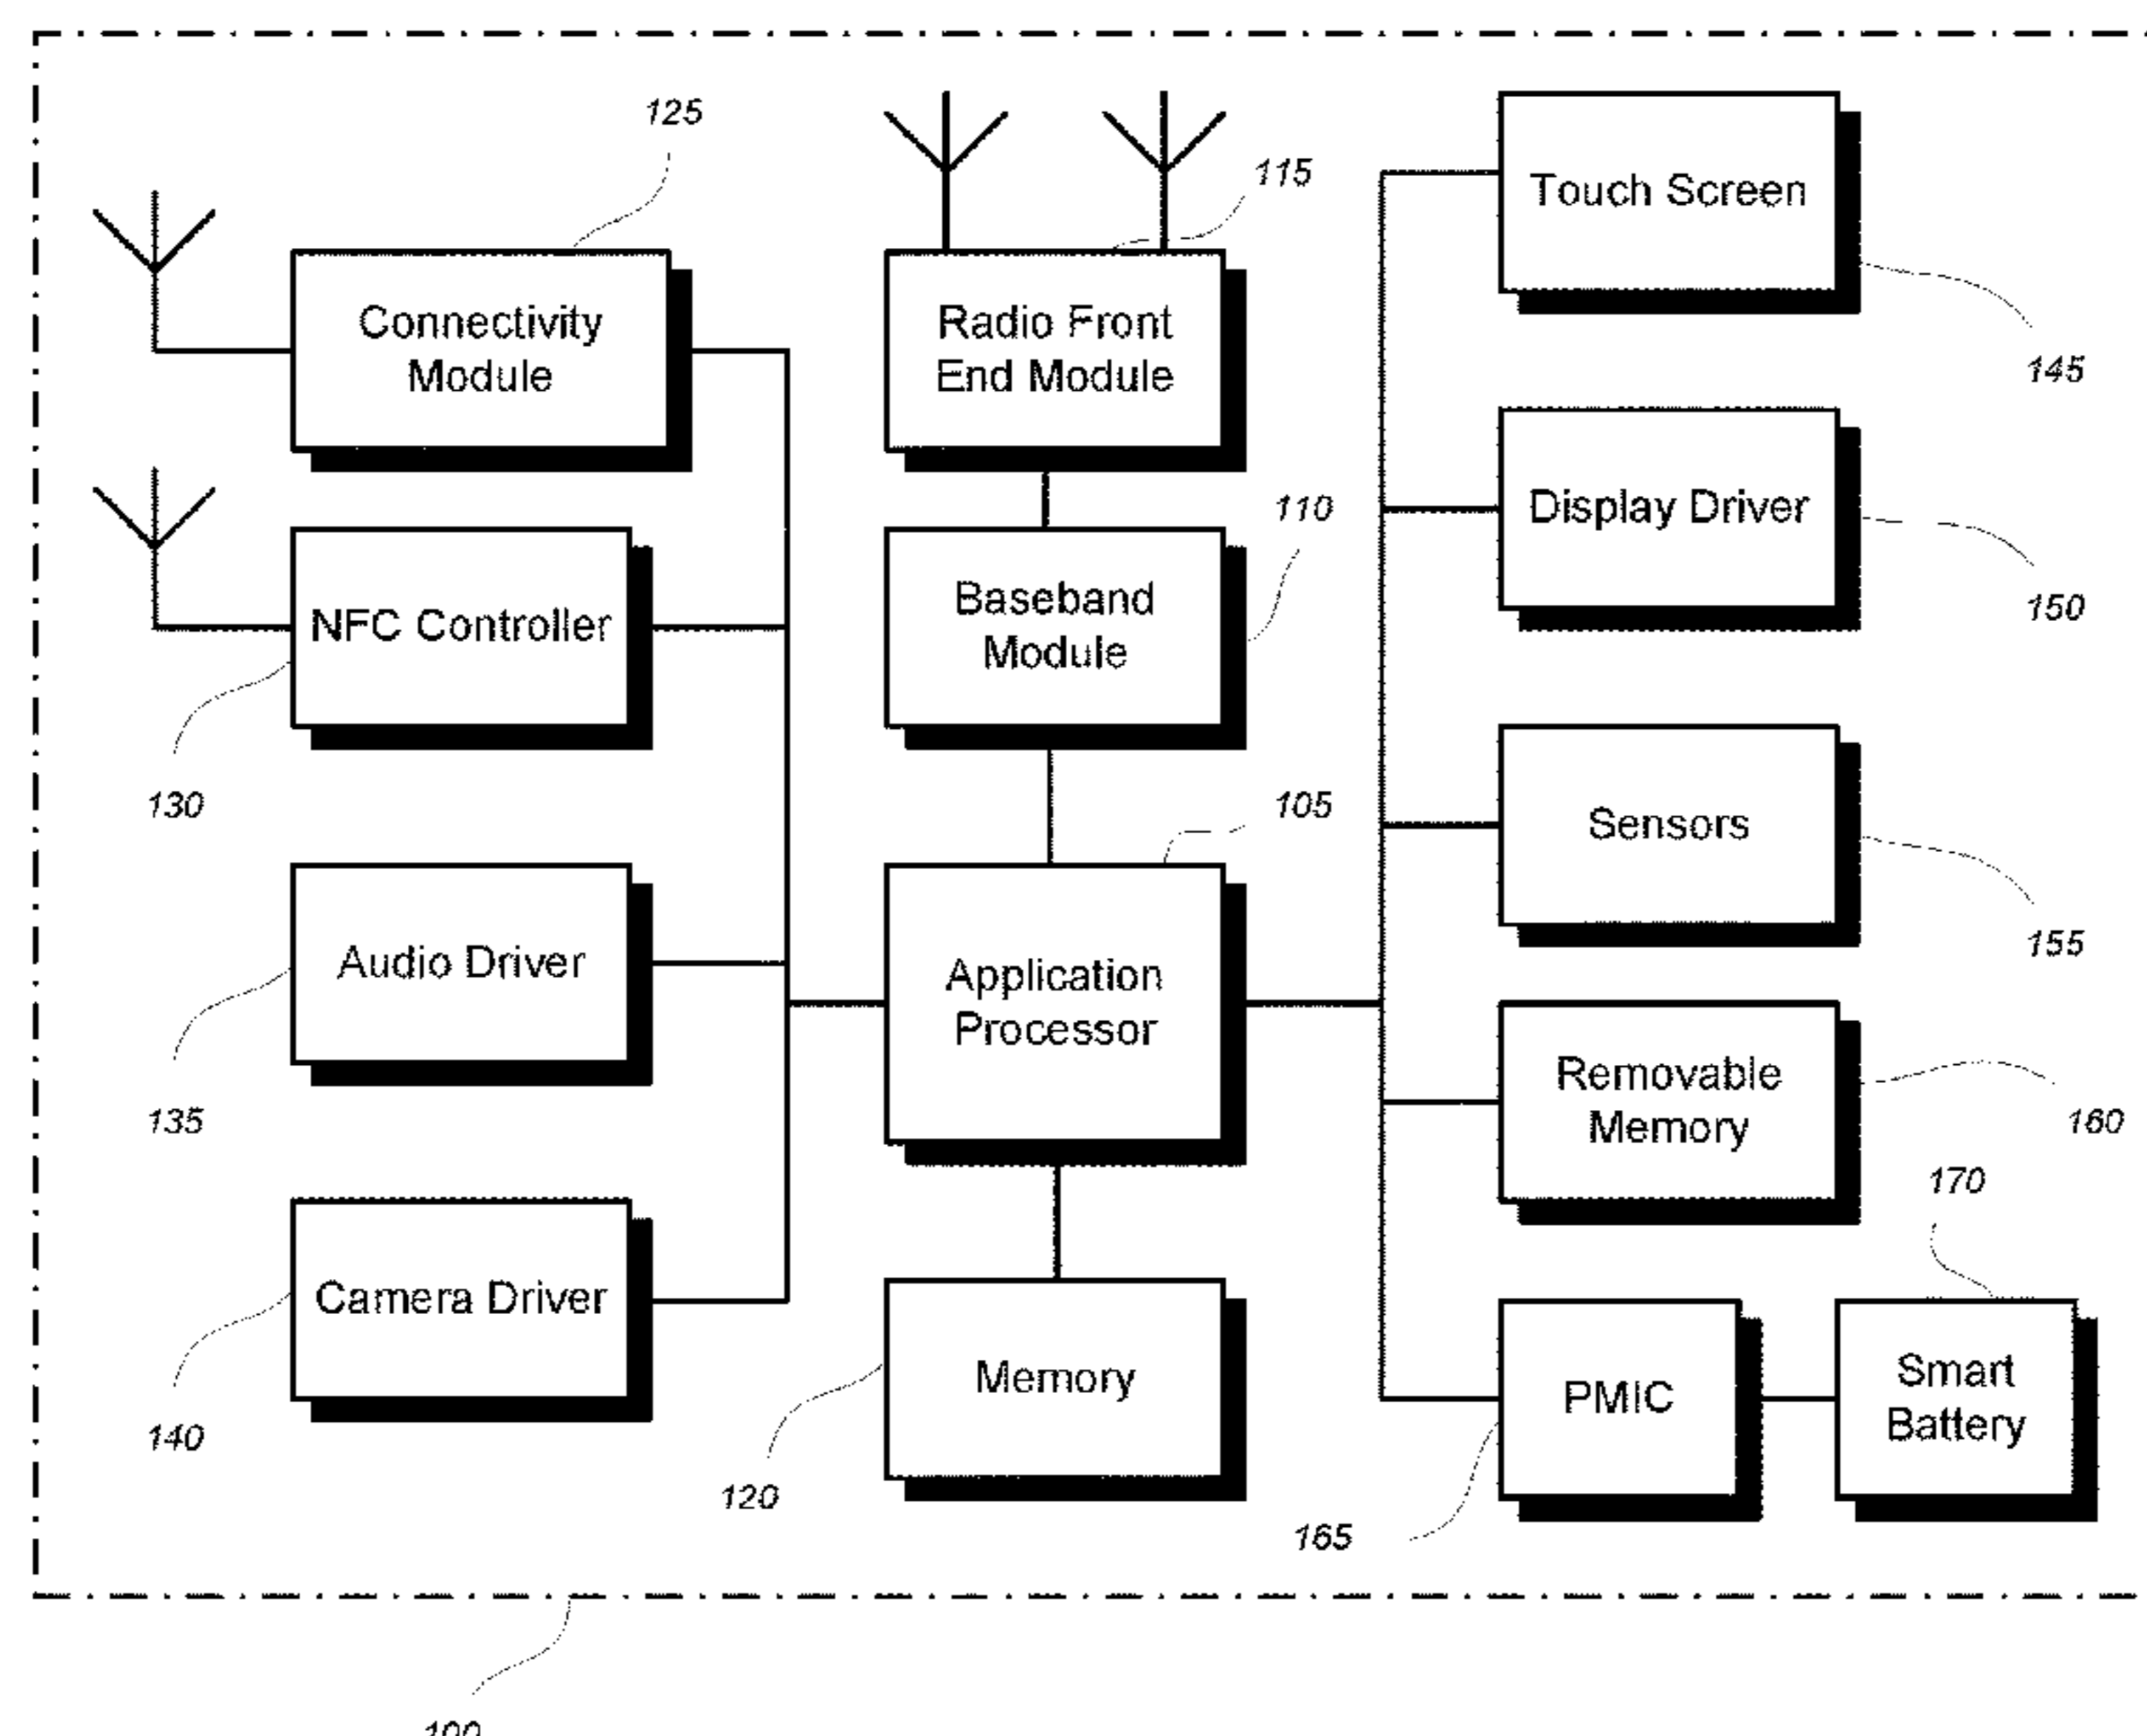 125
115
Touch Screen
Connectivity
Module
Radio Front
End Module
145
110
Display Driver
NFC Controller
Baseband
Module
150
130
105
Sensors
155
Audio Driver
Application
Processor
Removable
Memory
135
160
170
Camera Driver
Memory
PMIC
Smart
Battery
140
120
165
100